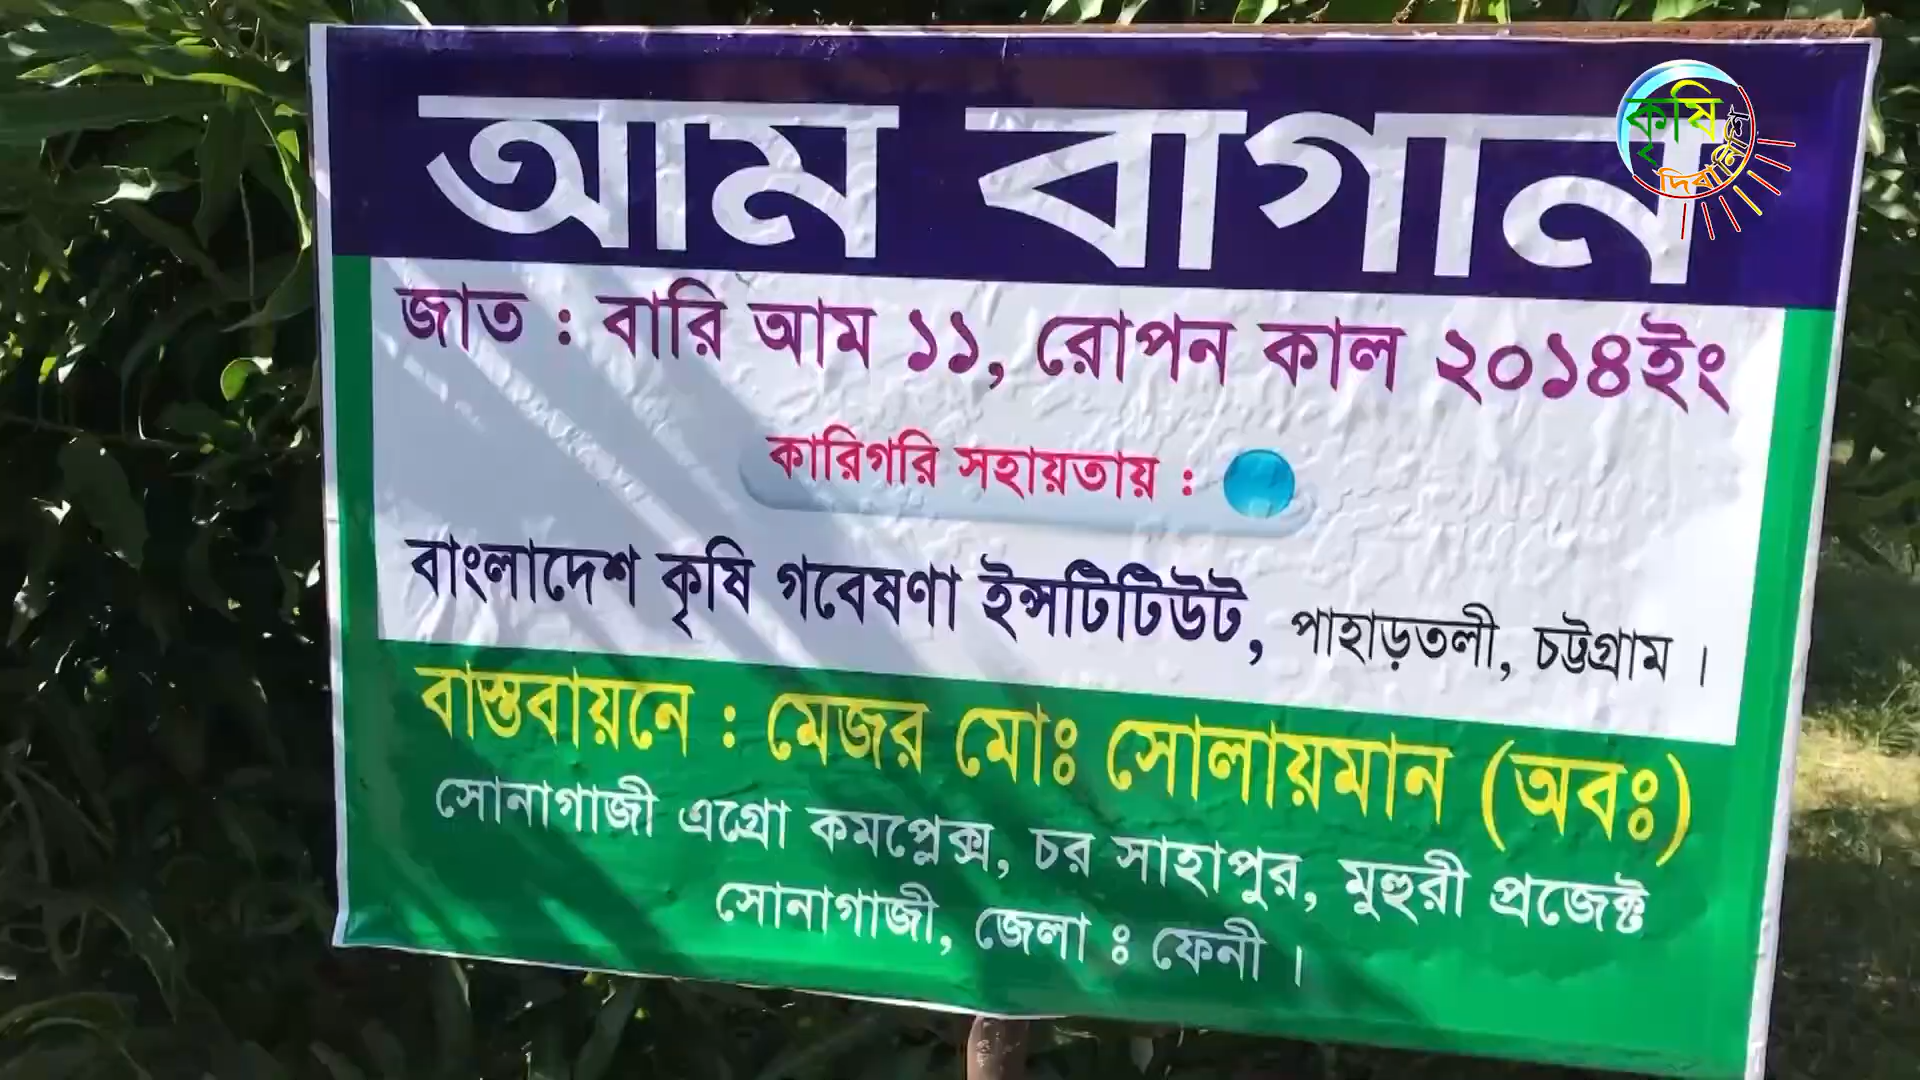 আম বাগান
জাত : বারি আম ১১, রোপন কাল ২০১৪ইং
কারিগরি সহায়তায় :
বাংলাদেশ কৃষি গবেষণা ইন্সটিটিউট, পাহাড়তলী, চট্টগ্রাম ।
বাস্তবায়নে : মেজর মোঃ সোলায়মান (অবঃ)
সোনাগাজী এগ্রো কমপ্লেক্স, চর সাহাপুর, মুহুরী প্রজেক্ট
সোনাগাজী, জেলা ঃ ফেনী ।
কৃষি